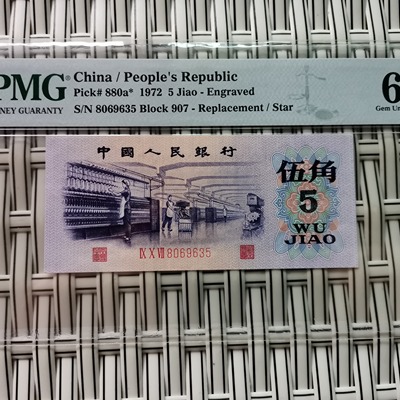 PMG® China / People's Republic
Pick# 880a* 1972 5 Jiao - Engraved
NEY GUARANTY S/N 8069635 Block 907 - Replacement / Star
6
Gem Un
中國人民銀行
伍角
5
WU
JIAO
IX X VII 8069635